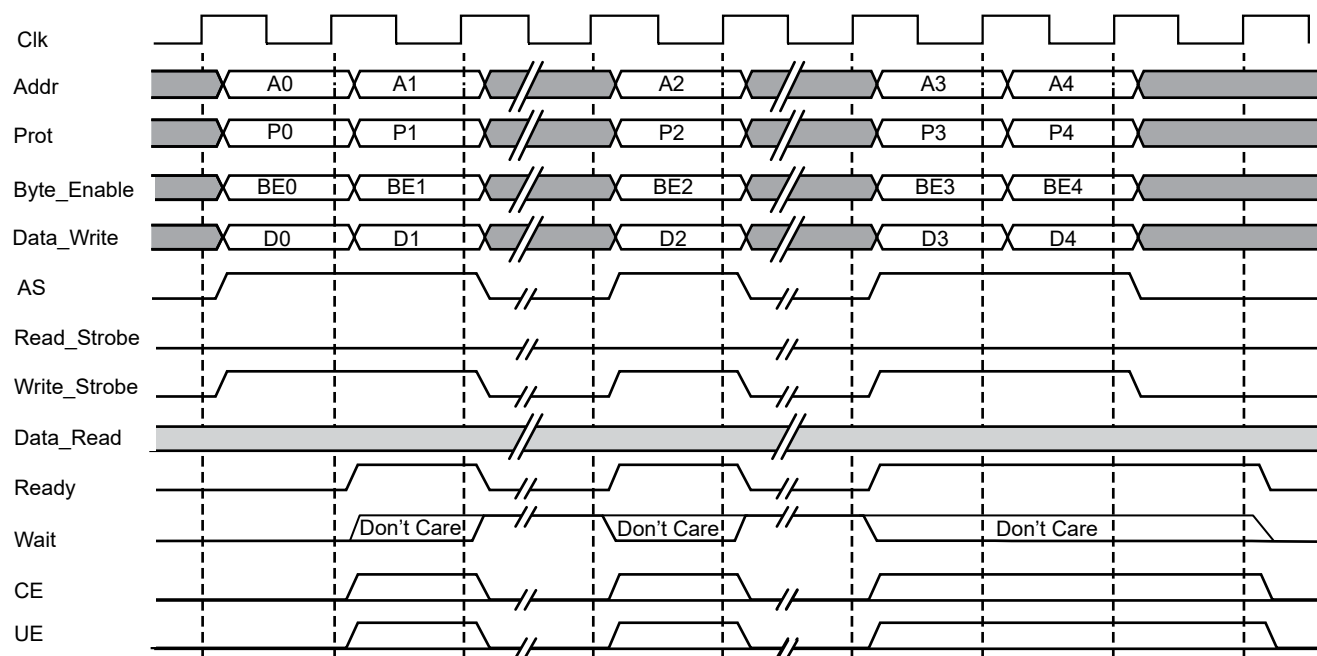 Clk
Addr A0 A1 A2 A3 A4
Prot P0 P1 P2 P3 P4
Byte_Enable BE0 BE1 BE2 BE3 BE4
Data_Write D0 D1 D2 D3 D4
AS
Read_Strobe
Write_Strobe
Data_Read
Ready
Wait Don't Care Don't Care Don't Care
CE
UE